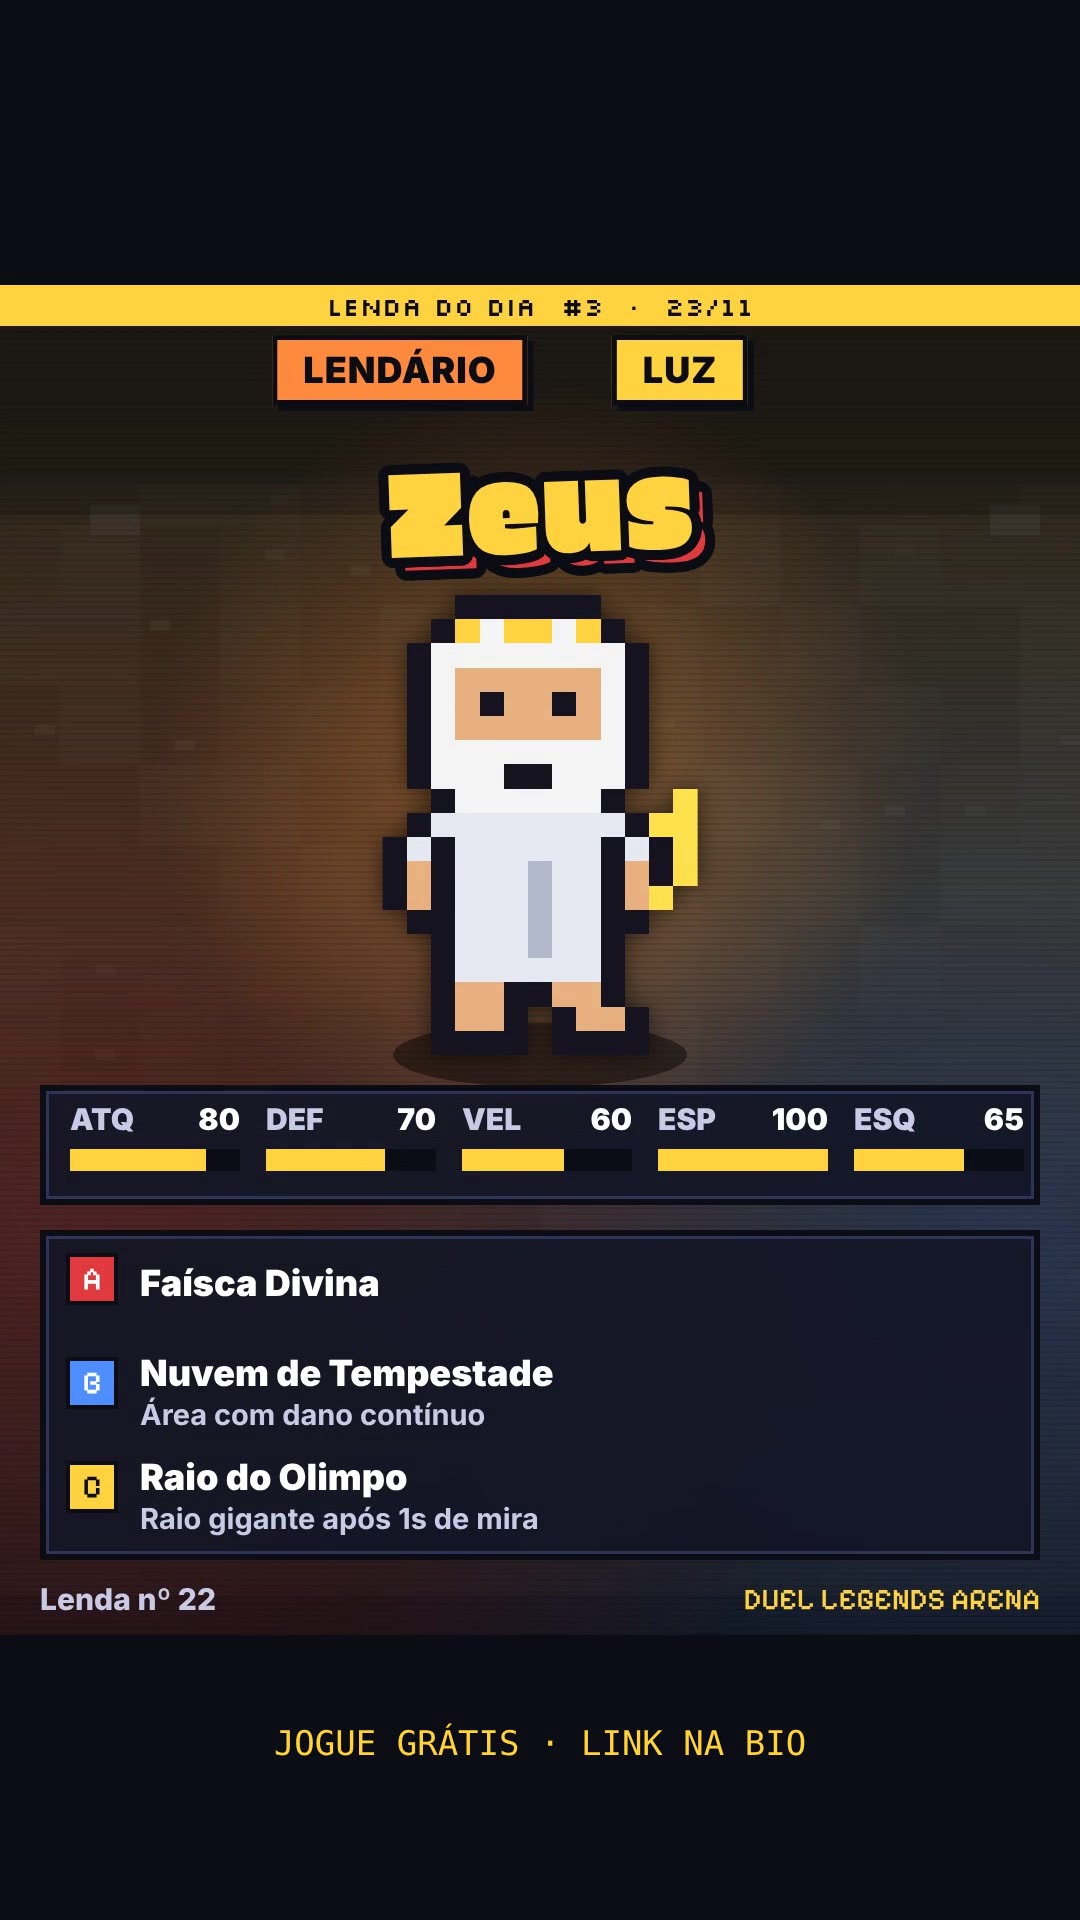 LENDA DO DIA #3 · 23/11
LENDÁRIO LUZ
Zeus
ATQ 80 DEF 70 VEL 60 ESP 100 ESQ 65
A Faísca Divina
B Nuvem de Tempestade
Área com dano contínuo
C Raio do Olimpo
Raio gigante após 1s de mira
Lenda nº 22 DUEL LEGENDS ARENA
JOGUE GRÁTIS · LINK NA BIO